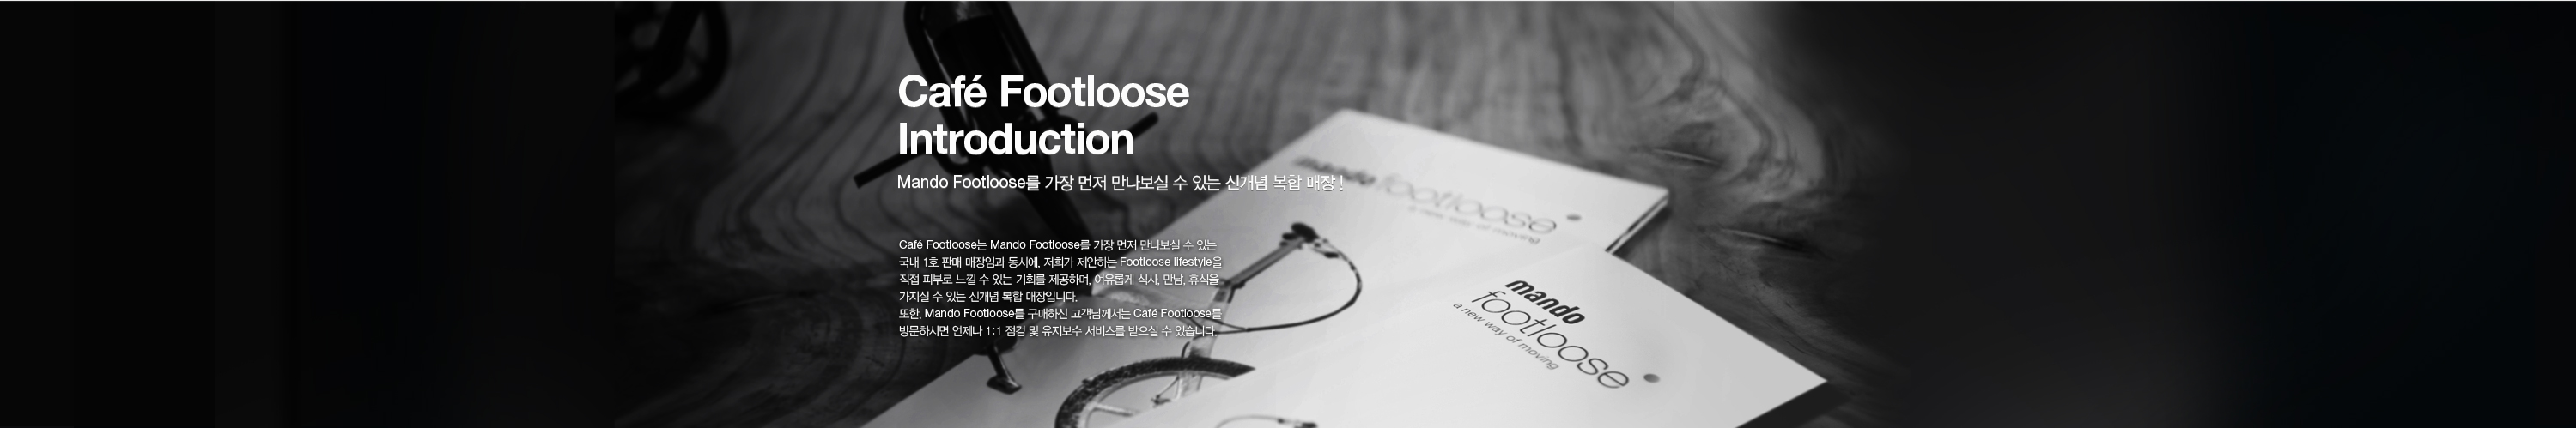 Café Footloose
Introduction
Mando Footloose를 가장 먼저 만나보실 수 있는 신개념 복합 매장 !
Café Footloose는 Mando Footloose를 가장 먼저 만나보실 수 있는
국내 1호 판매 매장임과 동시에, 저희가 제안하는 Footloose lifestyle을
직접 피부로 느낄 수 있는 기회를 제공하며, 여유롭게 식사, 만남, 휴식을
가지실 수 있는 신개념 복합 매장입니다.
또한, Mando Footloose를 구매하신 고객님께서는 Café Footloose를
방문하시면 언제나 1:1 점검 및 유지보수 서비스를 받으실 수 있습니다.
mando footloose
a new way of moving
mando
footloose
a new way of moving